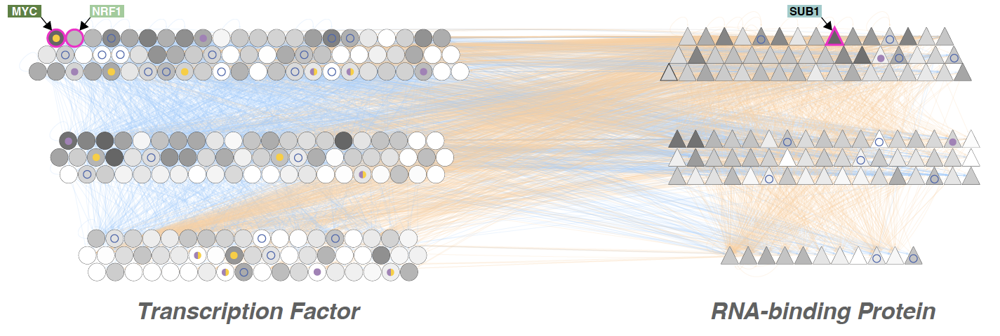 MYC
NRF1
SUB1
Transcription Factor
RNA-binding Protein